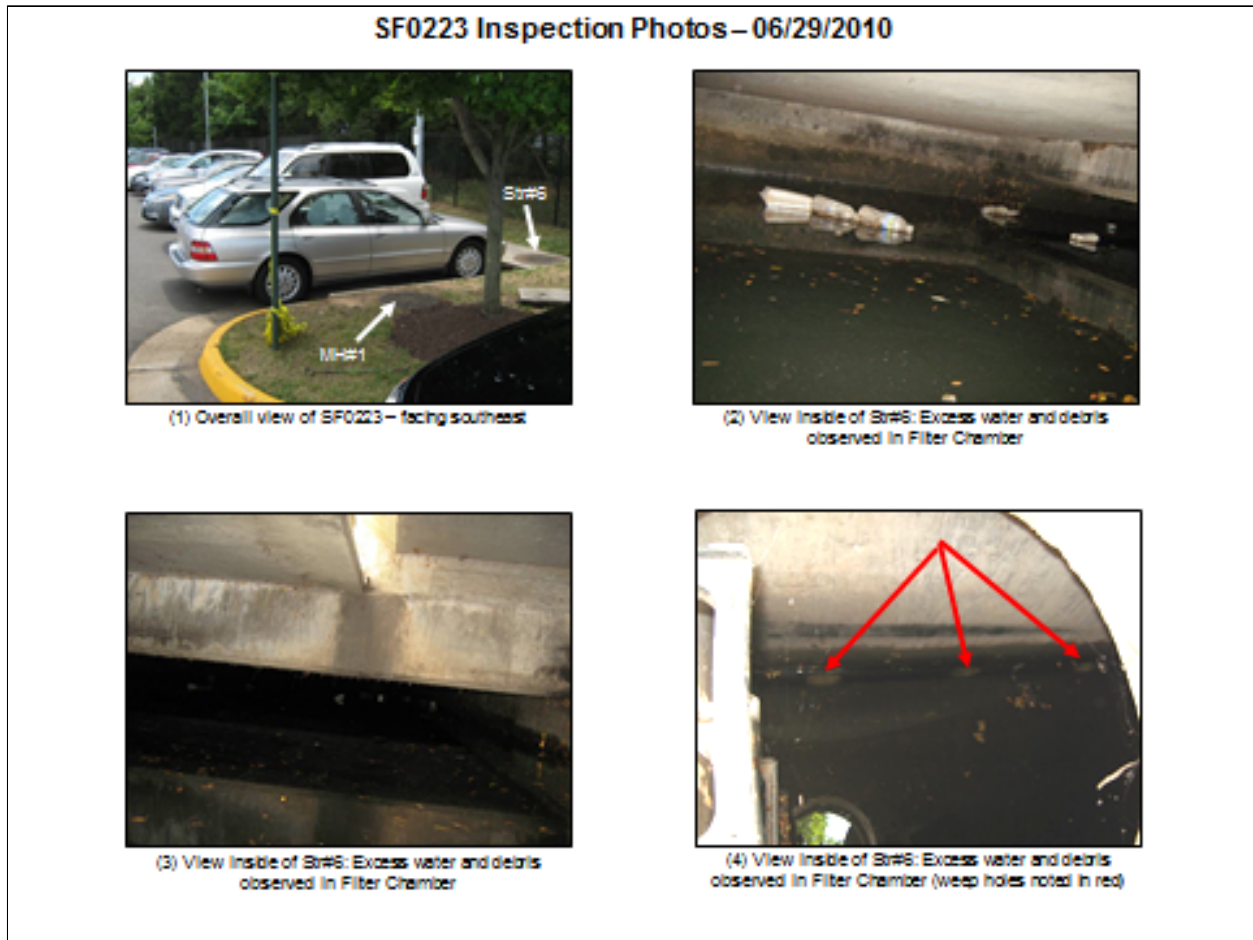 SF0223 Inspection Photos – 06/29/2010
Str#6
MH#1
(1) Overall view of SF0223 – facing southeast
(2) View Inside of Str#6: Excess water and debris
observed in Filter Chamber
(3) View Inside of Str#6: Excess water and debris
observed in Filter Chamber
(4) View Inside of Str#6: Excess water and debris
observed in Filter Chamber (weep holes noted in red)